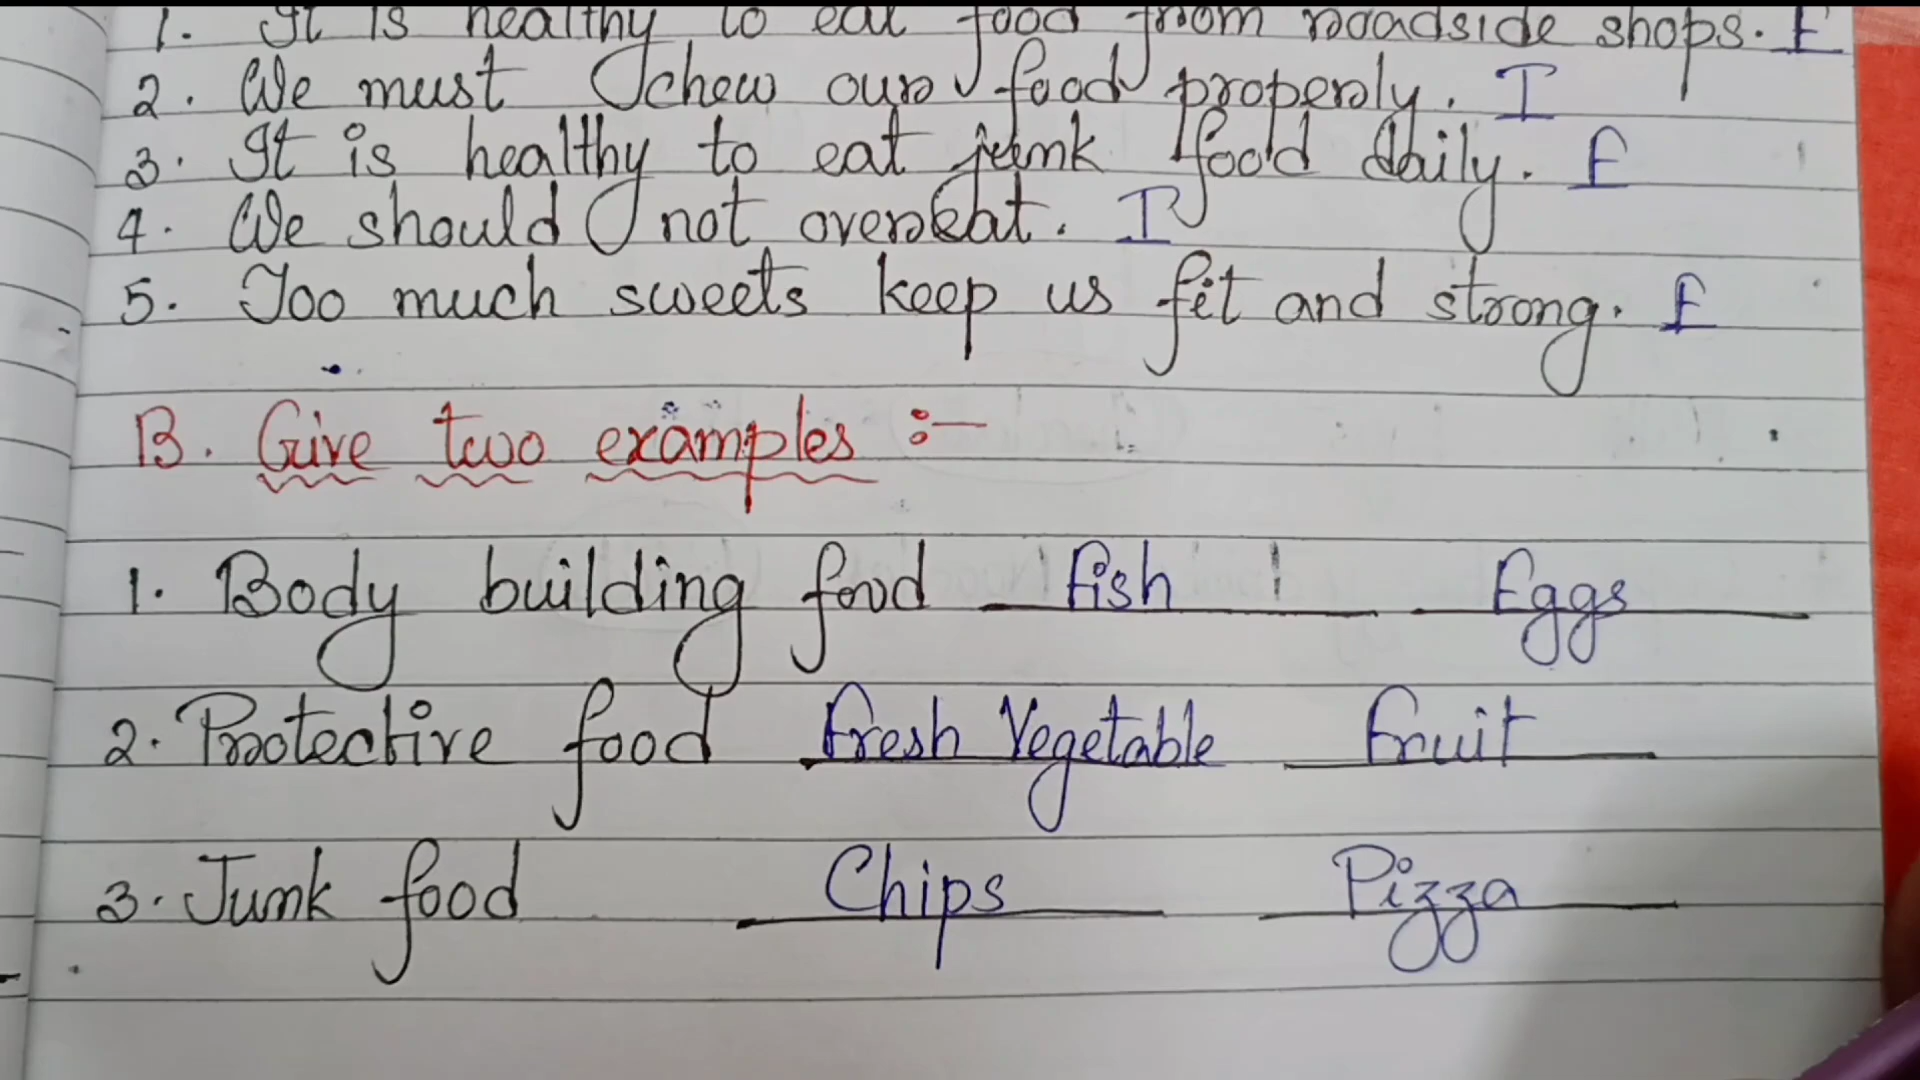 1. It is healthy to eat food from roadside shops. F
2. We must chew our food properly. T
3. It is healthy to eat junk food daily. F
4. We should not overeat. T
5. Too much sweets keep us fit and strong. F
B. Give two examples :-
1. Body building food Fish Eggs
2. Protective food Fresh Vegetable Fruit
3. Junk food Chips Pizza